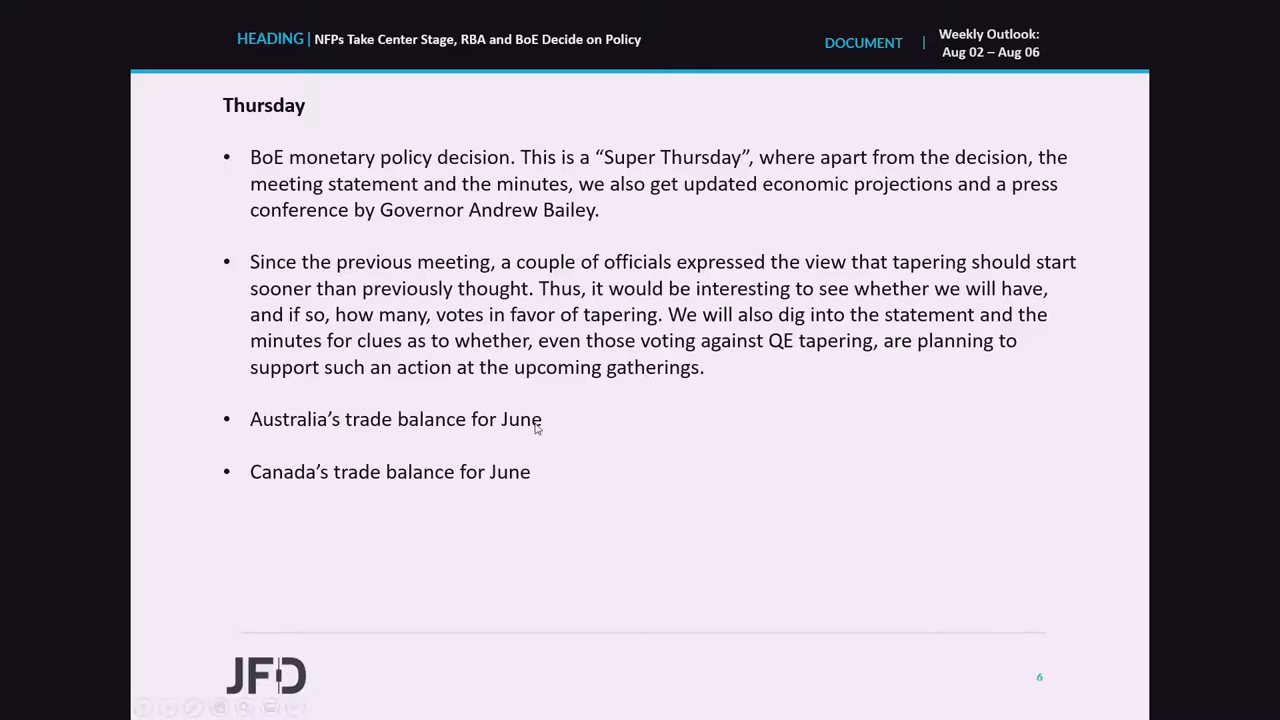 HEADING | NFPs Take Center Stage, RBA and BoE Decide on Policy
DOCUMENT | Weekly Outlook:
Aug 02 – Aug 06
Thursday
• BoE monetary policy decision. This is a “Super Thursday”, where apart from the decision, the
meeting statement and the minutes, we also get updated economic projections and a press
conference by Governor Andrew Bailey.
• Since the previous meeting, a couple of officials expressed the view that tapering should start
sooner than previously thought. Thus, it would be interesting to see whether we will have,
and if so, how many, votes in favor of tapering. We will also dig into the statement and the
minutes for clues as to whether, even those voting against QE tapering, are planning to
support such an action at the upcoming gatherings.
• Australia’s trade balance for June
• Canada’s trade balance for June
JFD
6